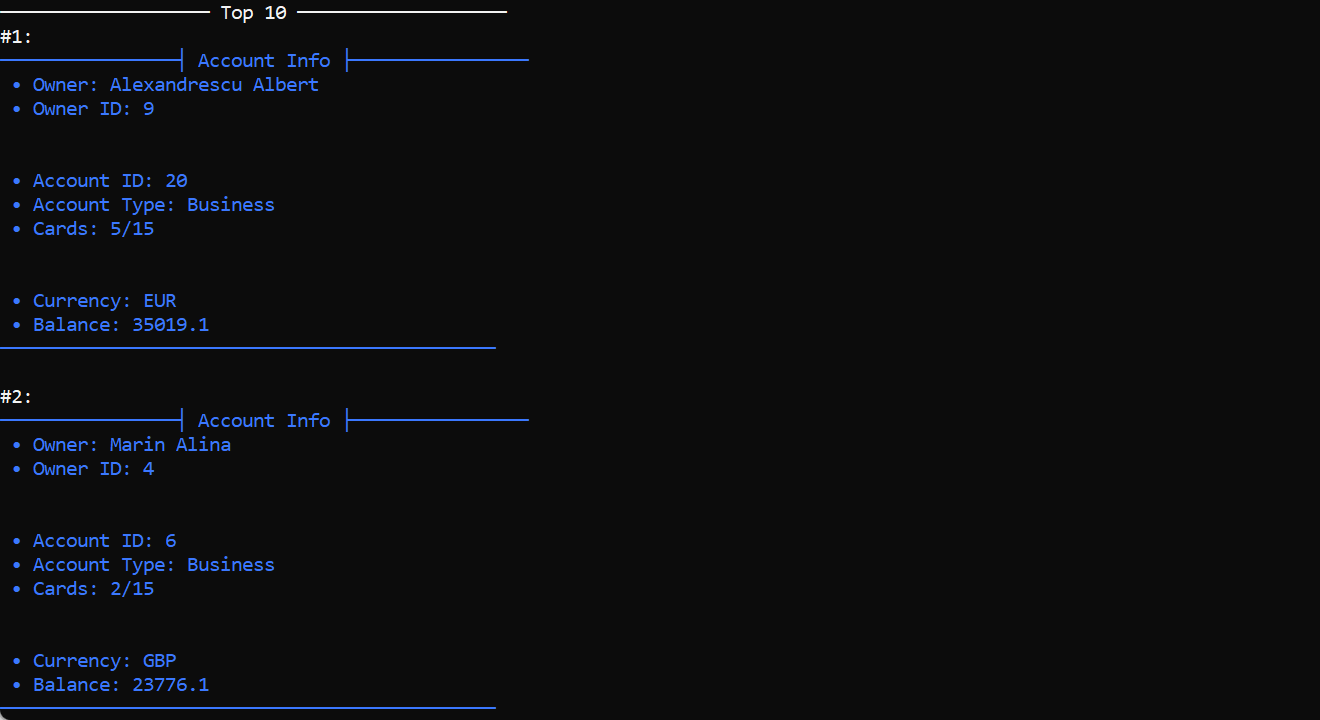 Top 10
#1:
Account Info
• Owner: Alexandrescu Albert
• Owner ID: 9
• Account ID: 20
• Account Type: Business
• Cards: 5/15
• Currency: EUR
• Balance: 35019.1
#2:
Account Info
• Owner: Marin Alina
• Owner ID: 4
• Account ID: 6
• Account Type: Business
• Cards: 2/15
• Currency: GBP
• Balance: 23776.1